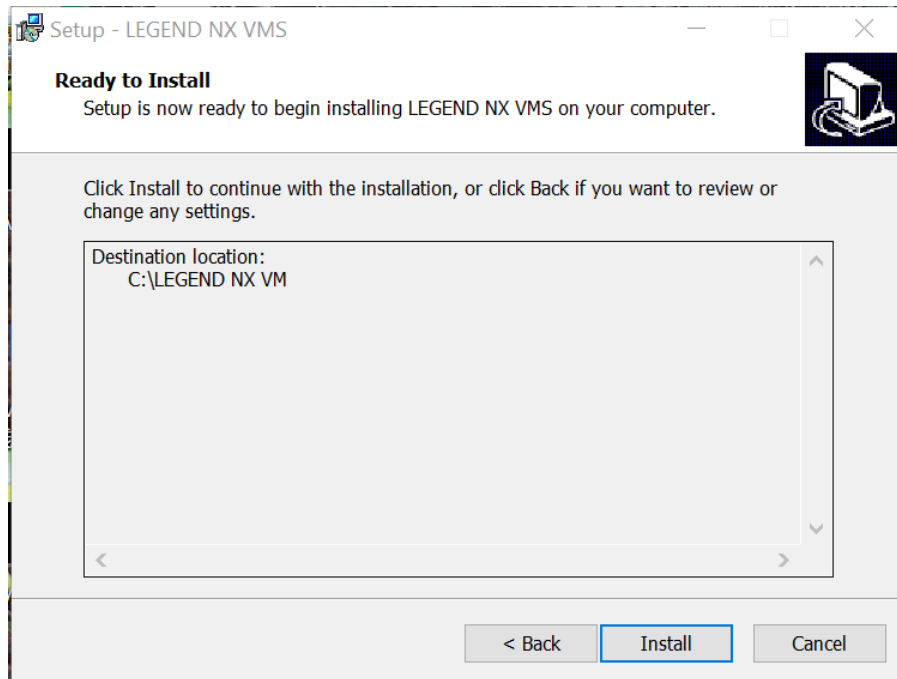 Setup - LEGEND NX VMS
Ready to Install
Setup is now ready to begin installing LEGEND NX VMS on your computer.
Click Install to continue with the installation, or click Back if you want to review or
change any settings.
Destination location:
C:\LEGEND NX VM
< Back
Install
Cancel